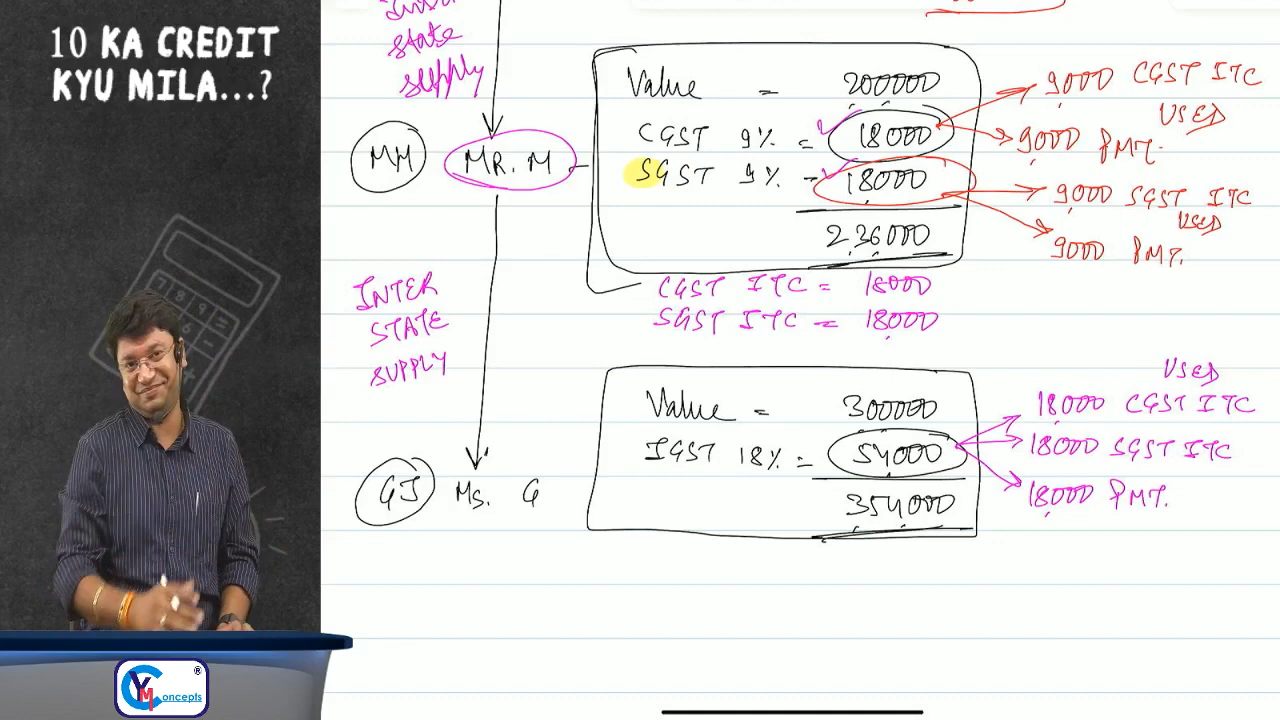 10 KA CREDIT
KYU MILA...?
state
supply
MH MR. M
Value = 200000
CGST 9% = 18000
SGST 9% = 18000
236000
9000 CGST ITC
USED
9000 PMT.
9000 SGST ITC
USED
9000 PMT.
CGST ITC = 18000
SGST ITC = 18000
INTER
STATE
SUPPLY
GJ Ms. G
Value = 300000
IGST 18% = 54000
354000
USED
18000 CGST ITC
18000 SGST ITC
18000 PMT.
CYM Concepts ®